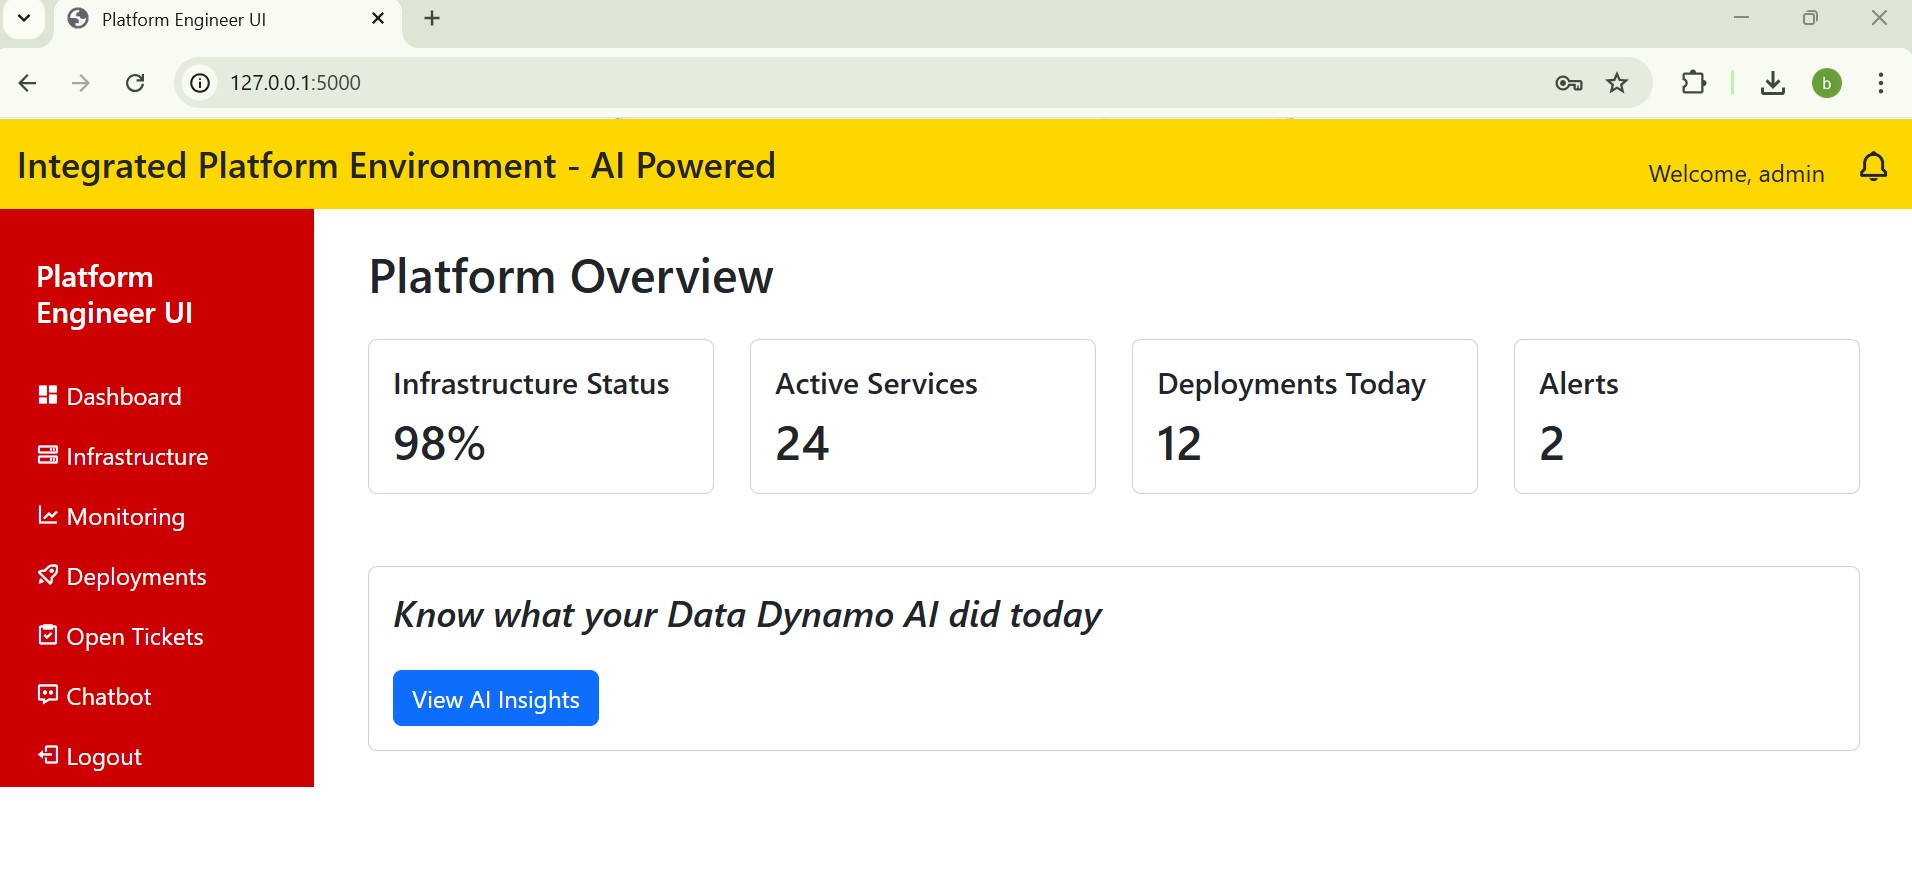 Platform Engineer UI
127.0.0.1:5000
b
Integrated Platform Environment - AI Powered
Welcome, admin
Platform
Engineer UI
Dashboard
Infrastructure
Monitoring
Deployments
Open Tickets
Chatbot
Logout
Platform Overview
Infrastructure Status
98%
Active Services
24
Deployments Today
12
Alerts
2
Know what your Data Dynamo AI did today
View AI Insights